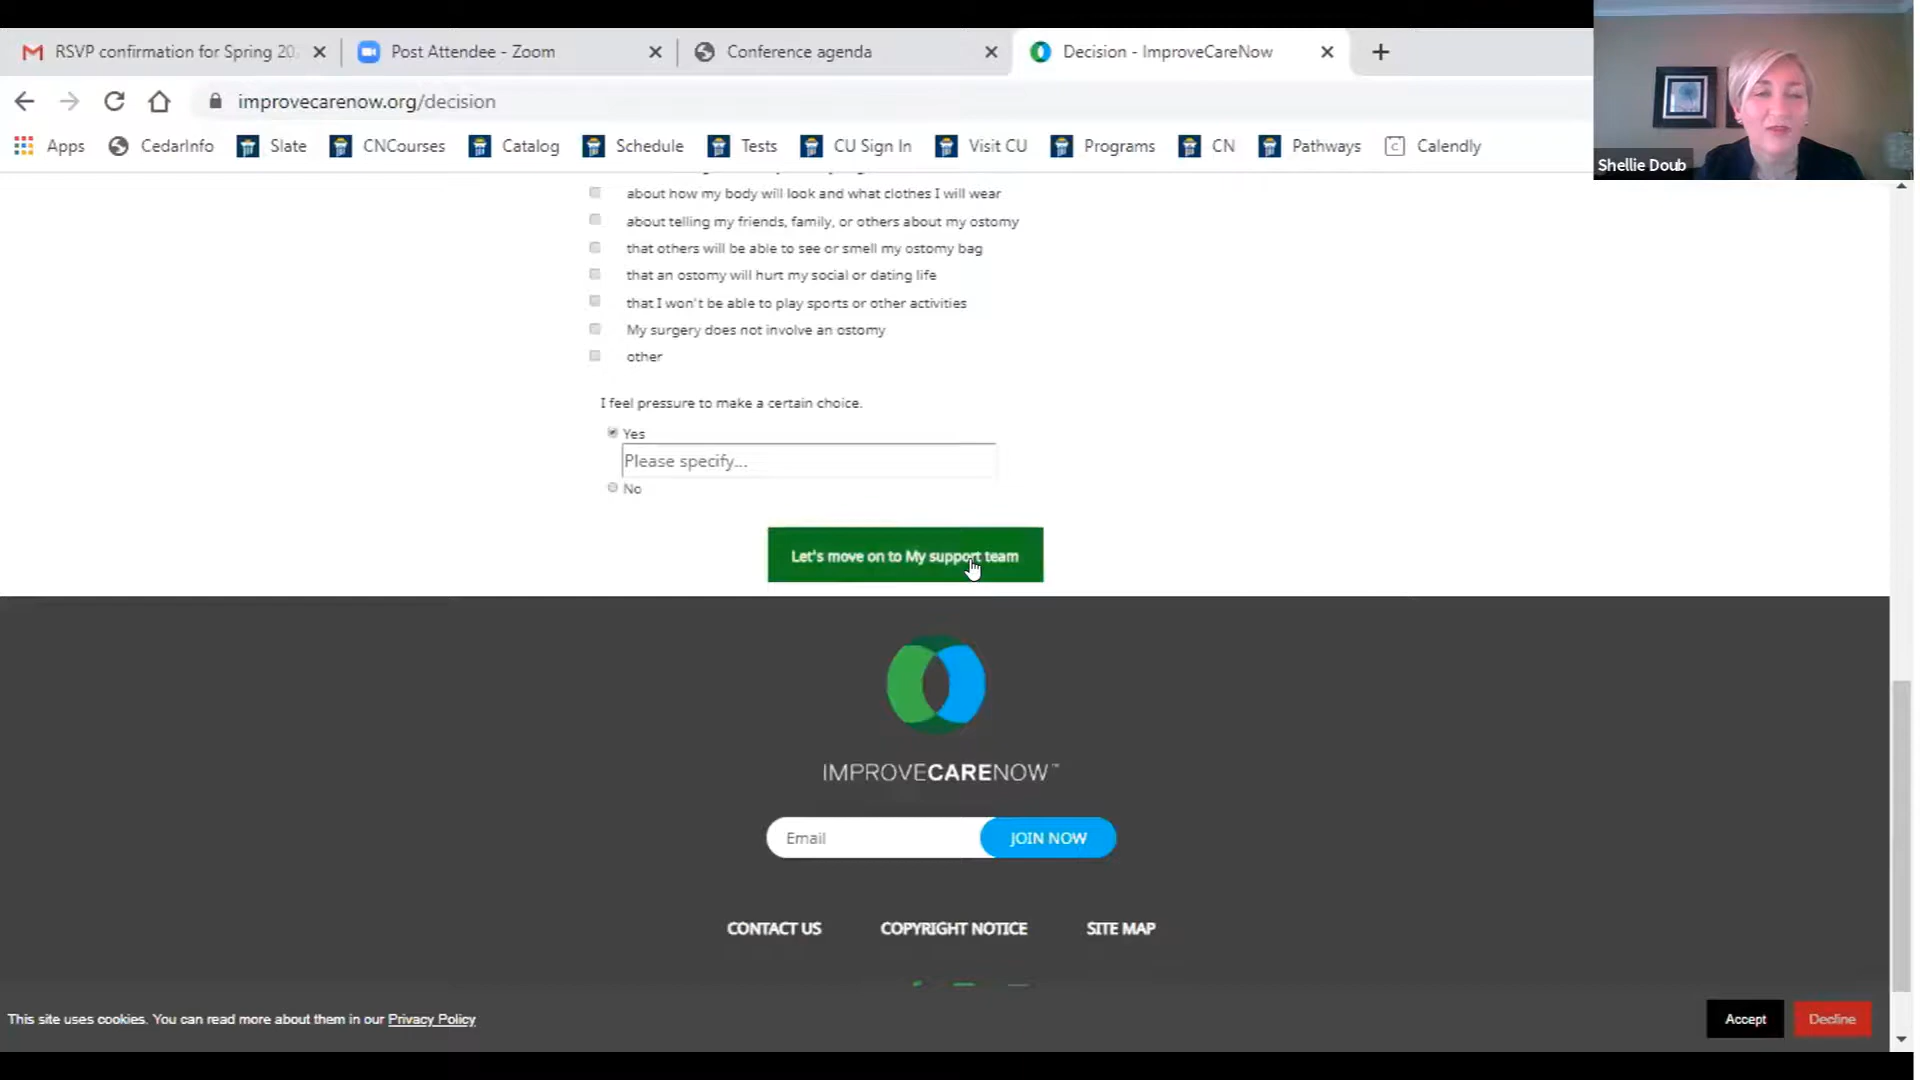 RSVP confirmation for Spring 20
Post Attendee - Zoom
Conference agenda
Decision - ImproveCareNow
improvecarenow.org/decision
Apps
CedarInfo
Slate
CNCourses
Catalog
Schedule
Tests
CU Sign In
Visit CU
Programs
CN
Pathways
Calendly
Shellie Doub
about how my body will look and what clothes I will wear
about telling my friends, family, or others about my ostomy
that others will be able to see or smell my ostomy bag
that an ostomy will hurt my social or dating life
that I won't be able to play sports or other activities
My surgery does not involve an ostomy
other
I feel pressure to make a certain choice.
Yes
Please specify...
No
Let's move on to My support team
IMPROVECARENOW™
Email
JOIN NOW
CONTACT US
COPYRIGHT NOTICE
SITE MAP
This site uses cookies. You can read more about them in our Privacy Policy
Accept
Decline